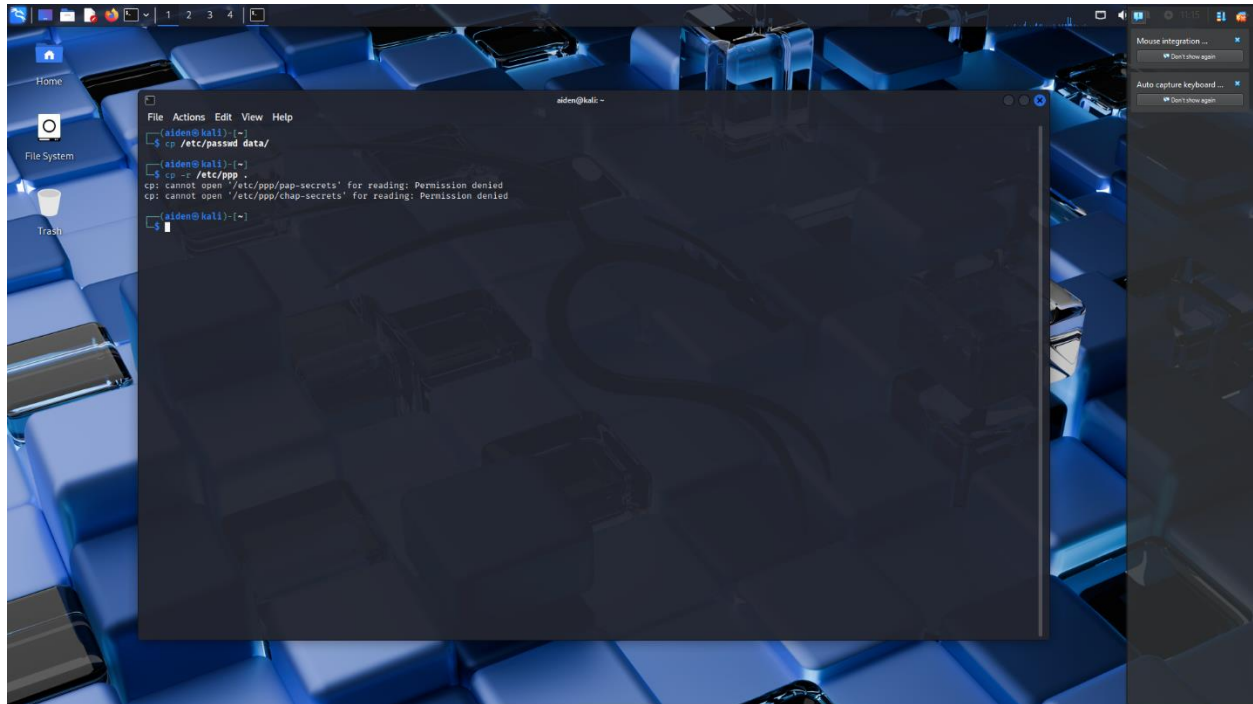 1 2 3 4
11:15
Mouse integration ...
Don't show again
Auto capture keyboard ...
Don't show again
Home
File System
Trash
aiden@kali: ~
File Actions Edit View Help
┌──(aiden㉿kali)-[~]
└─$ cp /etc/passwd data/
┌──(aiden㉿kali)-[~]
└─$ cp -r /etc/ppp .
cp: cannot open '/etc/ppp/pap-secrets' for reading: Permission denied
cp: cannot open '/etc/ppp/chap-secrets' for reading: Permission denied
┌──(aiden㉿kali)-[~]
└─$